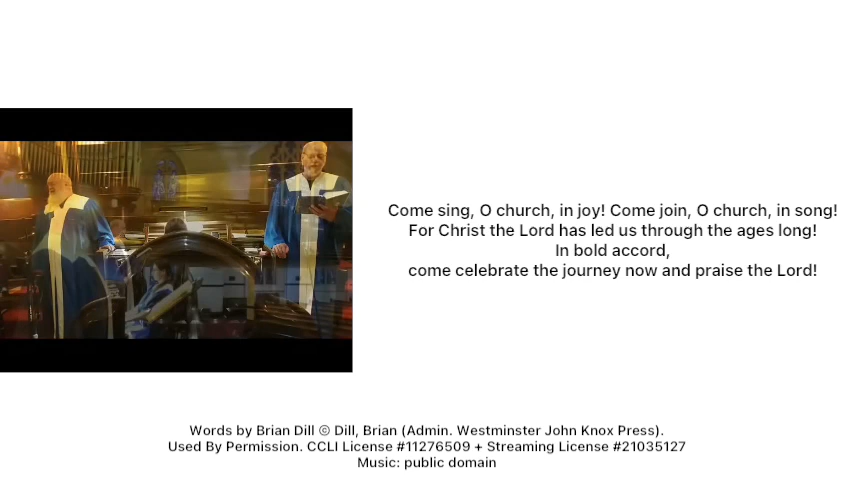 Come sing, O church, in joy! Come join, O church, in song!
For Christ the Lord has led us through the ages long!
In bold accord,
come celebrate the journey now and praise the Lord!
Words by Brian Dill © Dill, Brian (Admin. Westminster John Knox Press).
Used By Permission. CCLI License #11276509 + Streaming License #21035127
Music: public domain